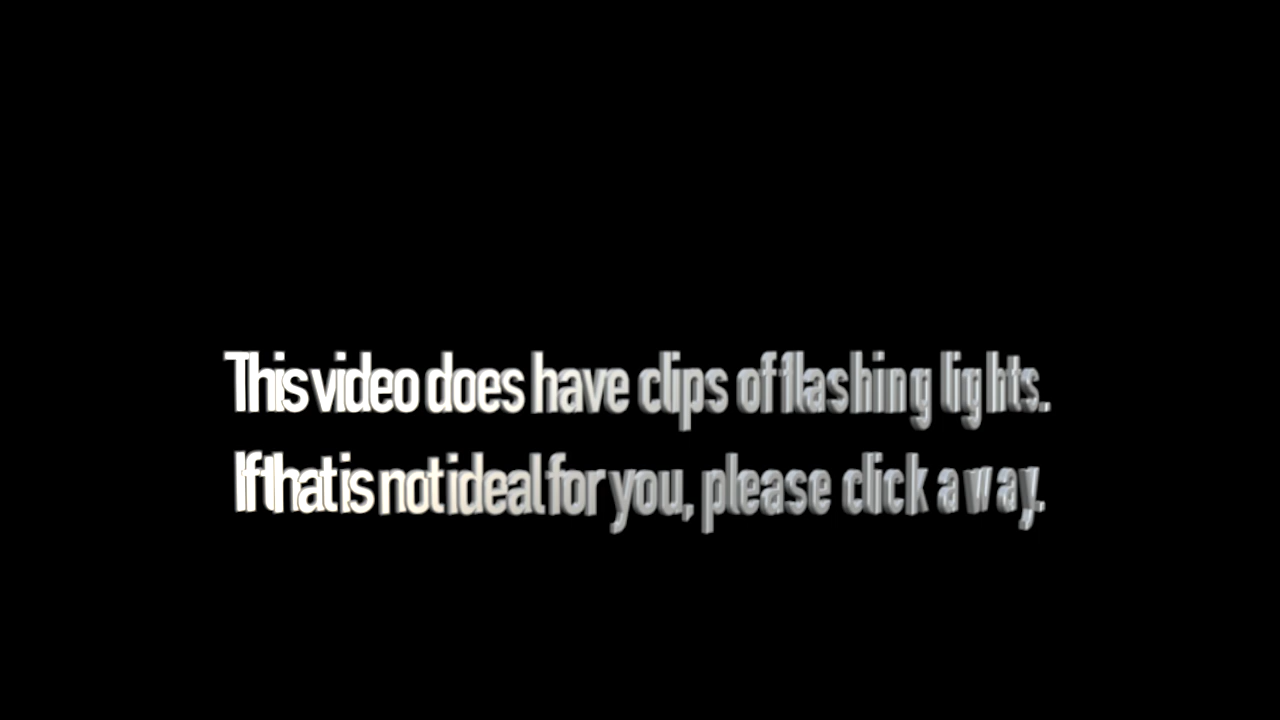 This video does have clips of flashing lights.
If that is not ideal for you, please click away.